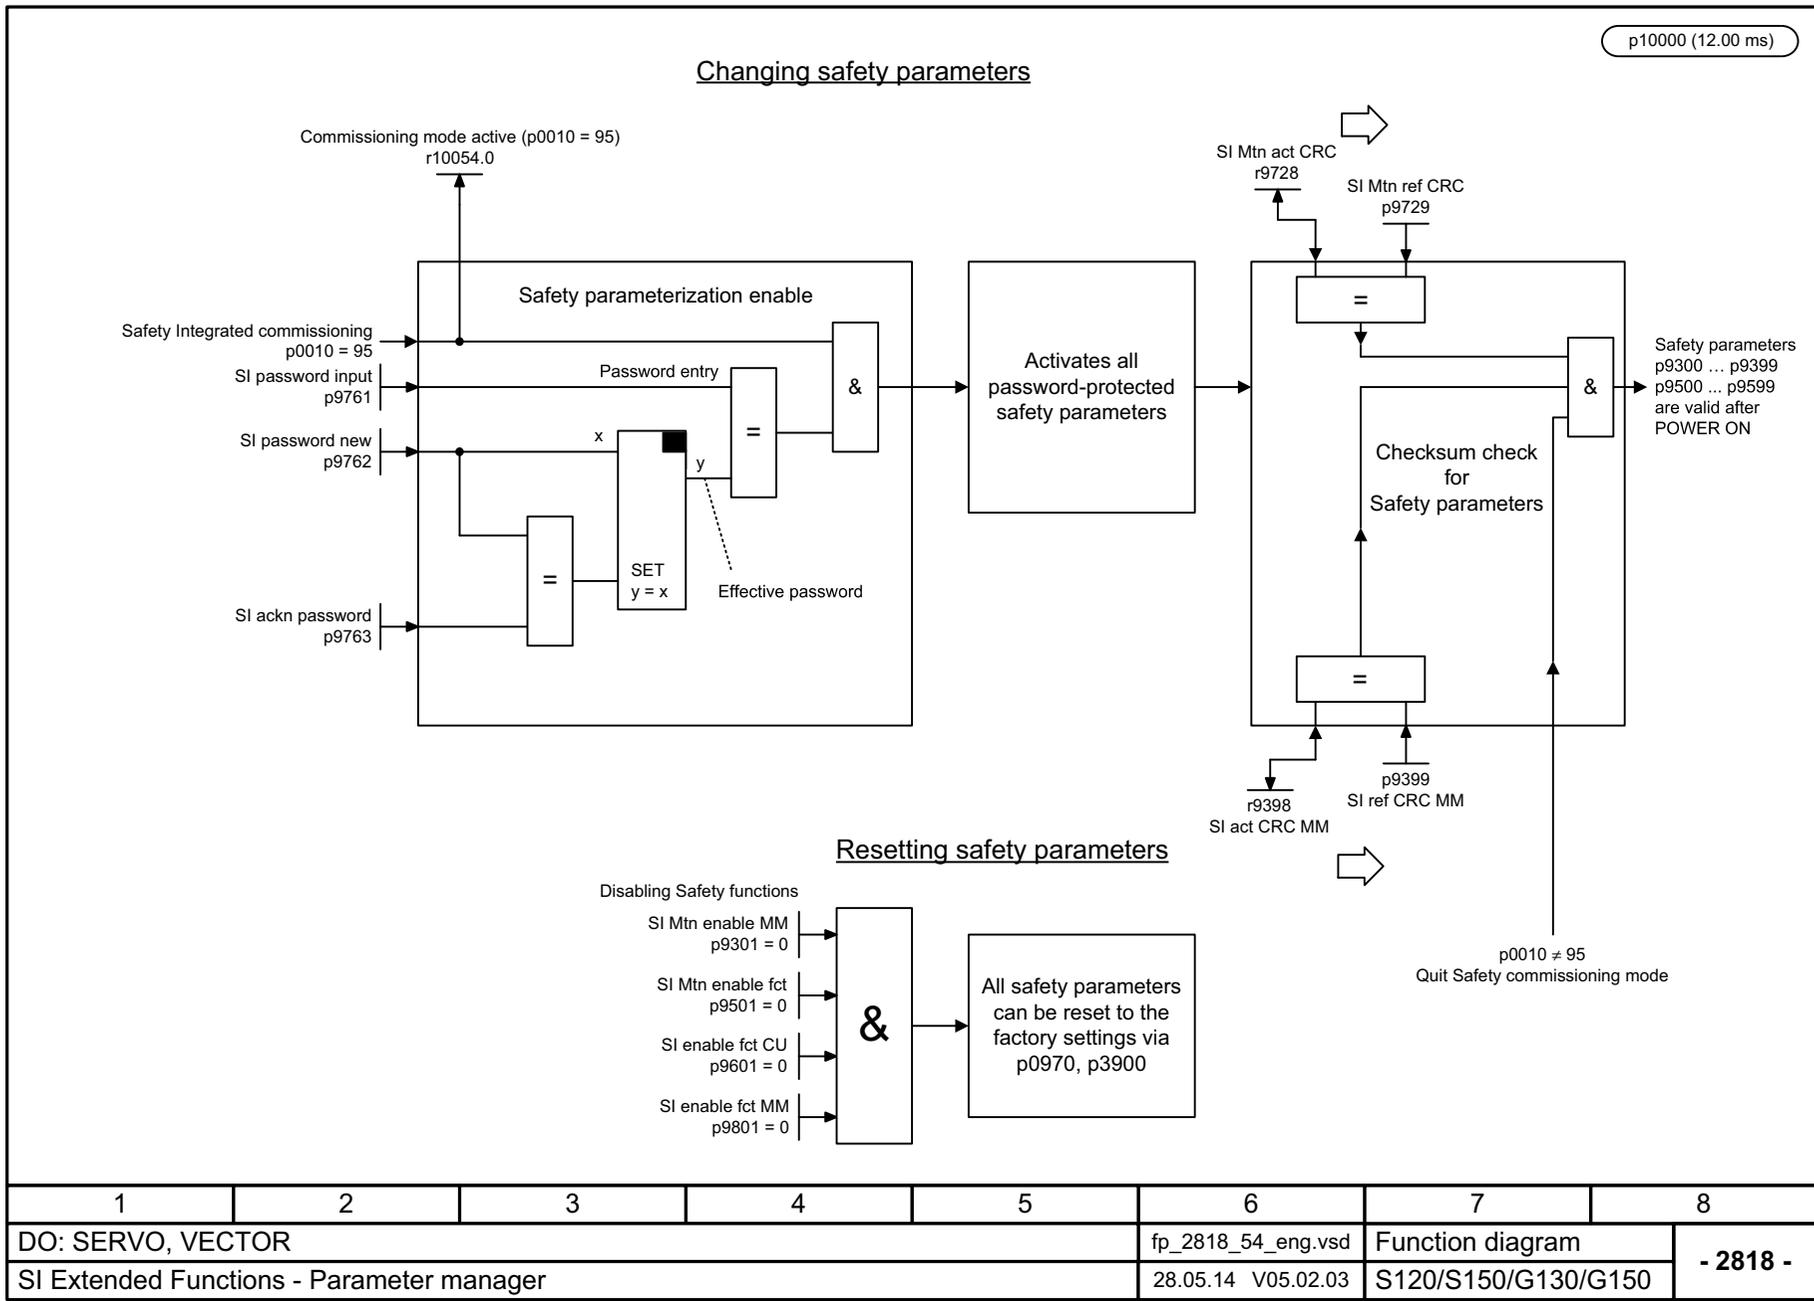 p10000 (12.00 ms)
Changing safety parameters
Commissioning mode active (p0010 = 95)
r10054.0
SI Mtn act CRC
r9728
SI Mtn ref CRC
p9729
Safety parameterization enable
Safety Integrated commissioning
p0010 = 95
SI password input
p9761
Password entry
SI password new
p9762
x
y
=
&
SET
y = x
=
Effective password
SI ackn password
p9763
Activates all
password-protected
safety parameters
=
&
Checksum check
for
Safety parameters
=
Safety parameters
p9300 … p9399
p9500 ... p9599
are valid after
POWER ON
r9398
SI act CRC MM
p9399
SI ref CRC MM
p0010 ≠ 95
Quit Safety commissioning mode
Resetting safety parameters
Disabling Safety functions
SI Mtn enable MM
p9301 = 0
SI Mtn enable fct
p9501 = 0
SI enable fct CU
p9601 = 0
SI enable fct MM
p9801 = 0
&
All safety parameters
can be reset to the
factory settings via
p0970, p3900
1 2 3 4 5 6 7 8
DO: SERVO, VECTOR
fp_2818_54_eng.vsd
Function diagram
- 2818 -
SI Extended Functions - Parameter manager
28.05.14 V05.02.03
S120/S150/G130/G150